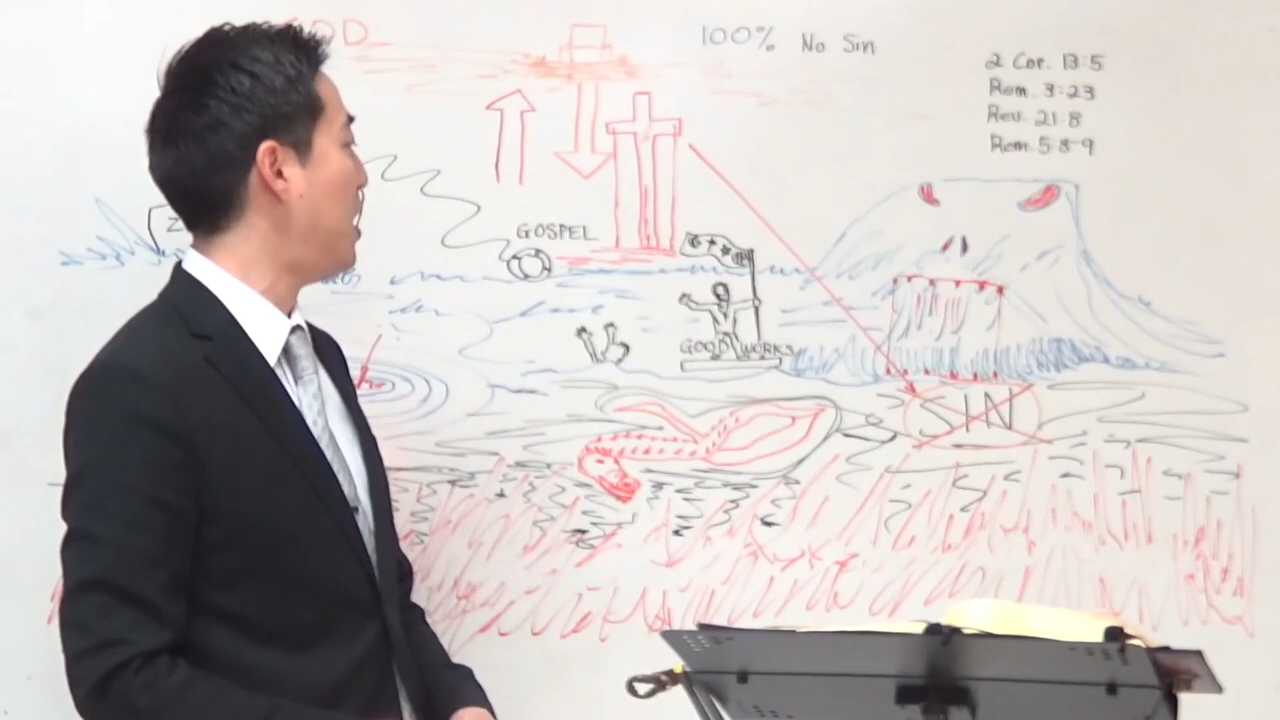 GOD
100% No Sin
2 Cor. 13:5
Rom. 3:23
Rev. 21:8
Rom. 5:8-9
GOSPEL
GOOD WORKS
SIN